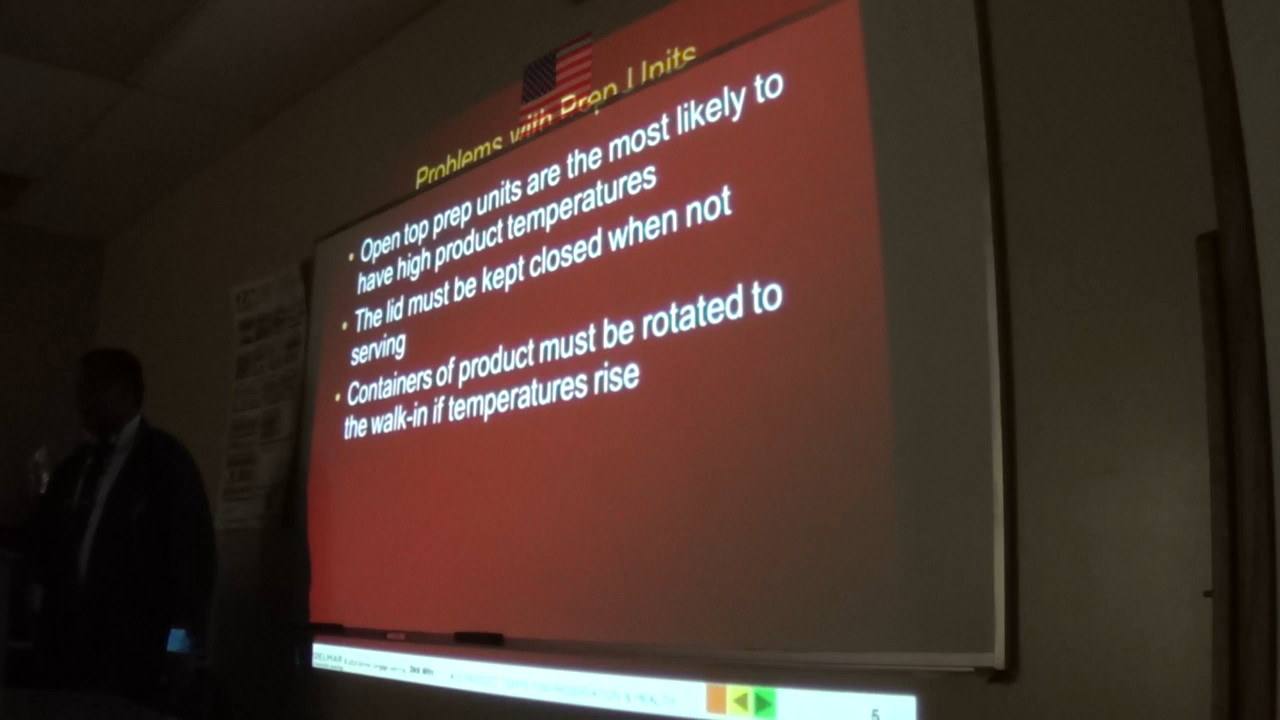 Problems with Prep Units
• Open top prep units are the most likely to
have high product temperatures
• The lid must be kept closed when not
serving
• Containers of product must be rotated to
the walk-in if temperatures rise
DELMAR
5